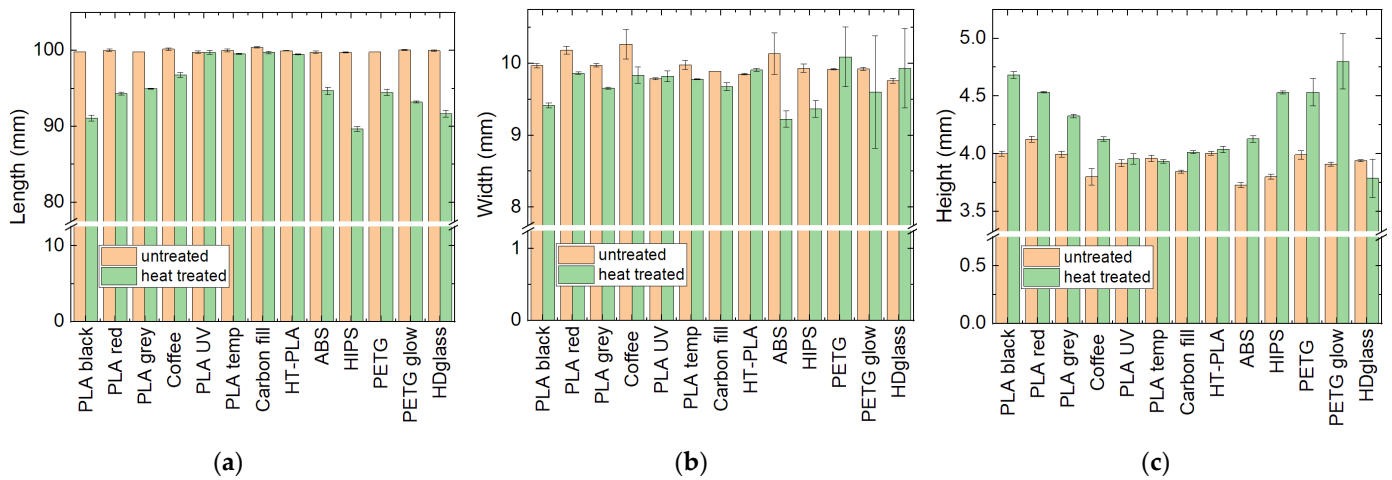 100
90
80
10
0
Length (mm)
untreated
heat treated
PLA black
PLA red
PLA grey
Coffee
PLA UV
PLA temp
Carbon fill
HT-PLA
ABS
HIPS
PETG
PETG glow
HDglass
(a)
10
9
8
1
0
Width (mm)
untreated
heat treated
PLA black
PLA red
PLA grey
Coffee
PLA UV
PLA temp
Carbon fill
HT-PLA
ABS
HIPS
PETG
PETG glow
HDglass
(b)
5.0
4.5
4.0
3.5
0.5
0.0
Height (mm)
untreated
heat treated
PLA black
PLA red
PLA grey
Coffee
PLA UV
PLA temp
Carbon fill
HT-PLA
ABS
HIPS
PETG
PETG glow
HDglass
(c)